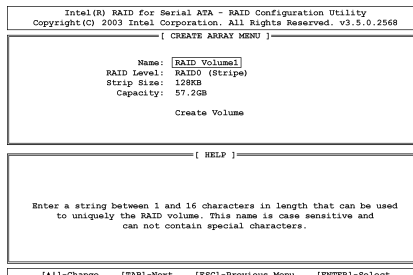 Intel(R) RAID for Serial ATA - RAID Configuration Utility
Copyright(C) 2003 Intel Corporation. All Rights Reserved. v3.5.0.2568
[ CREATE ARRAY MENU ]
Name: RAID Volume1
RAID Level: RAID0 (Stripe)
Strip Size: 128KB
Capacity: 57.2GB
Create Volume
[ HELP ]
Enter a string between 1 and 16 characters in length that can be used
to uniquely the RAID volume. This name is case sensitive and
can not contain special characters.
[↑↓]-Change [TAB]-Next [ESC]-Previous Menu [ENTER]-Select